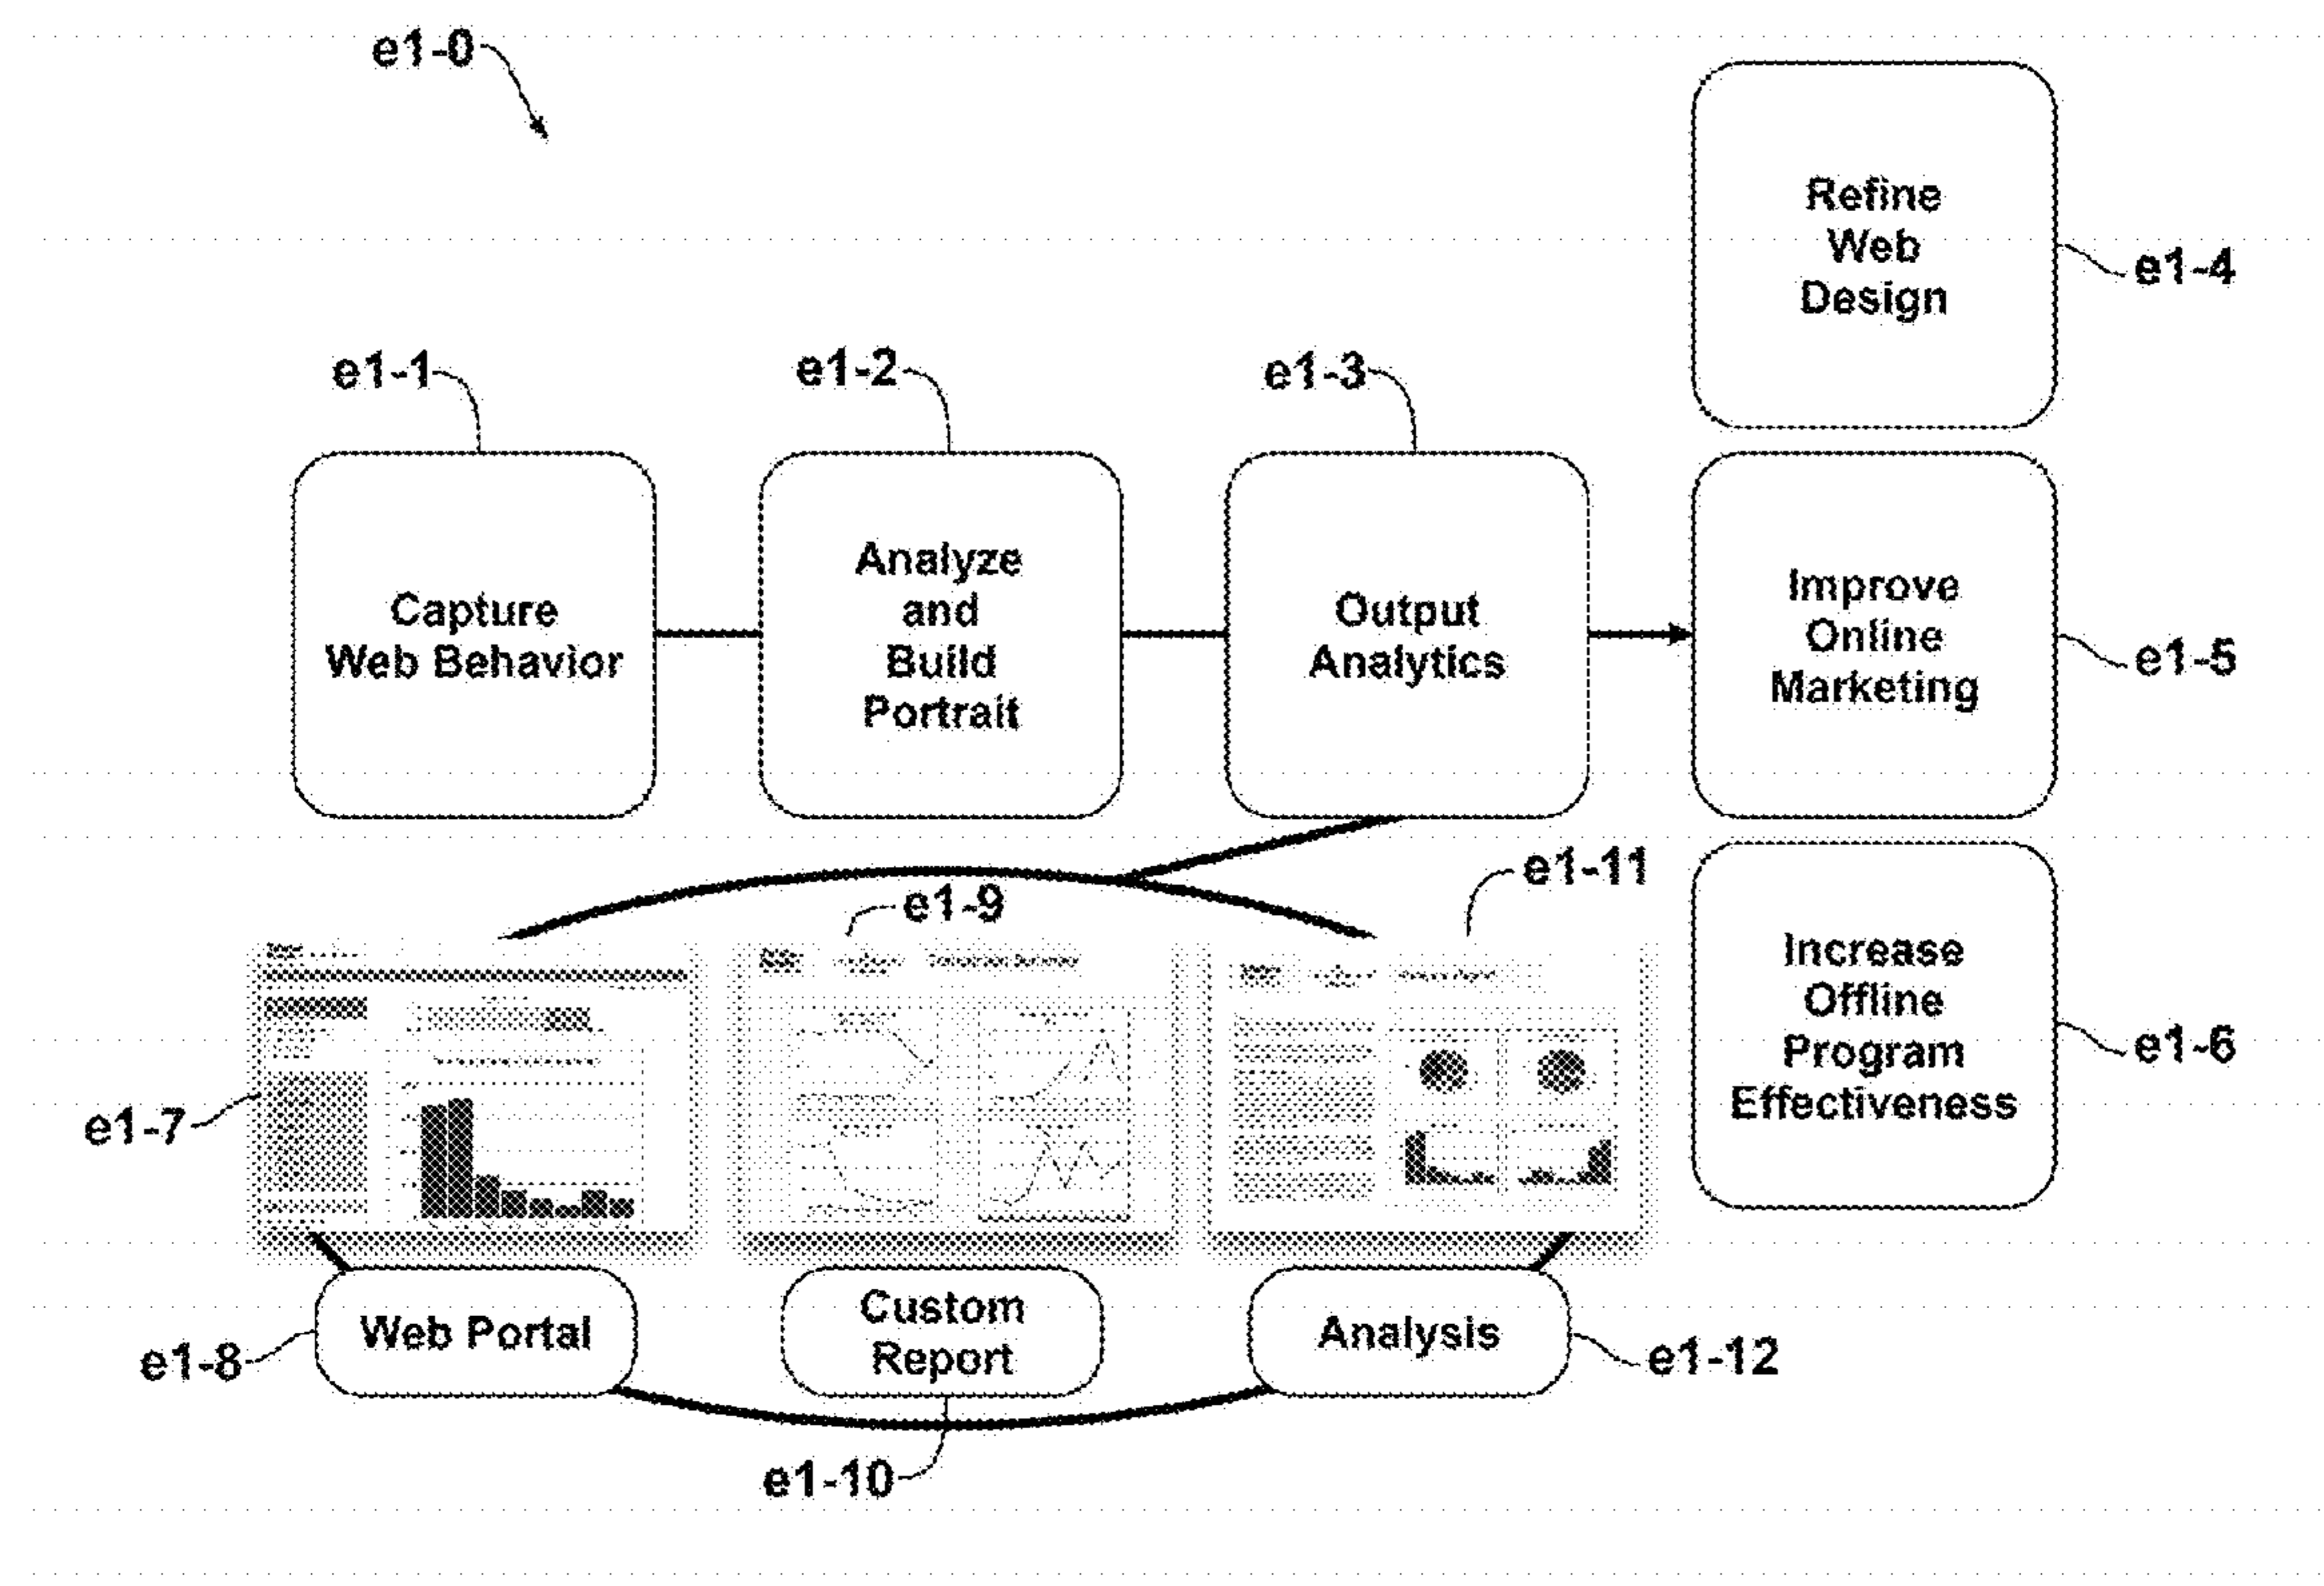 e1-0
Refine
Web
Design
e1-4
e1-1
e1-2
e1-3
Capture
Web Behavior
Analyze
and
Build
Portrait
Output
Analytics
Improve
Online
Marketing
e1-5
e1-9
e1-11
Increase
Offline
Program
Effectiveness
e1-6
e1-7
Web Portal
e1-8
Custom
Report
e1-10
Analysis
e1-12